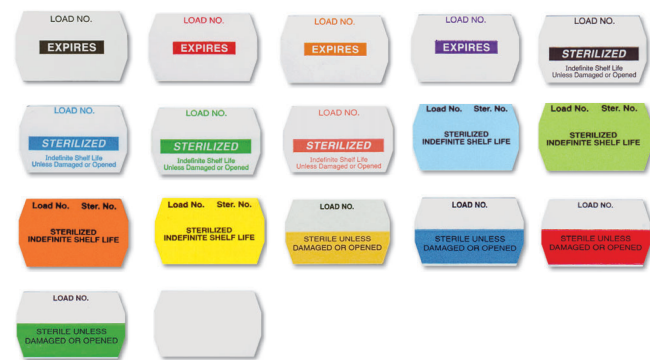 LOAD NO.
EXPIRES
LOAD NO.
EXPIRES
LOAD NO.
EXPIRES
LOAD NO.
EXPIRES
LOAD NO.
STERILIZED
Indefinite Shelf Life
Unless Damaged or Opened
LOAD NO.
STERILIZED
Indefinite Shelf Life
Unless Damaged or Opened
LOAD NO.
STERILIZED
Indefinite Shelf Life
Unless Damaged or Opened
LOAD NO.
STERILIZED
Indefinite Shelf Life
Unless Damaged or Opened
Load No. Ster. No.
STERILIZED
INDEFINITE SHELF LIFE
Load No. Ster. No.
STERILIZED
INDEFINITE SHELF LIFE
Load No. Ster. No.
STERILIZED
INDEFINITE SHELF LIFE
Load No. Ster. No.
STERILIZED
INDEFINITE SHELF LIFE
LOAD NO.
STERILE UNLESS
DAMAGED OR OPENED
LOAD NO.
STERILE UNLESS
DAMAGED OR OPENED
LOAD NO.
STERILE UNLESS
DAMAGED OR OPENED
LOAD NO.
STERILE UNLESS
DAMAGED OR OPENED